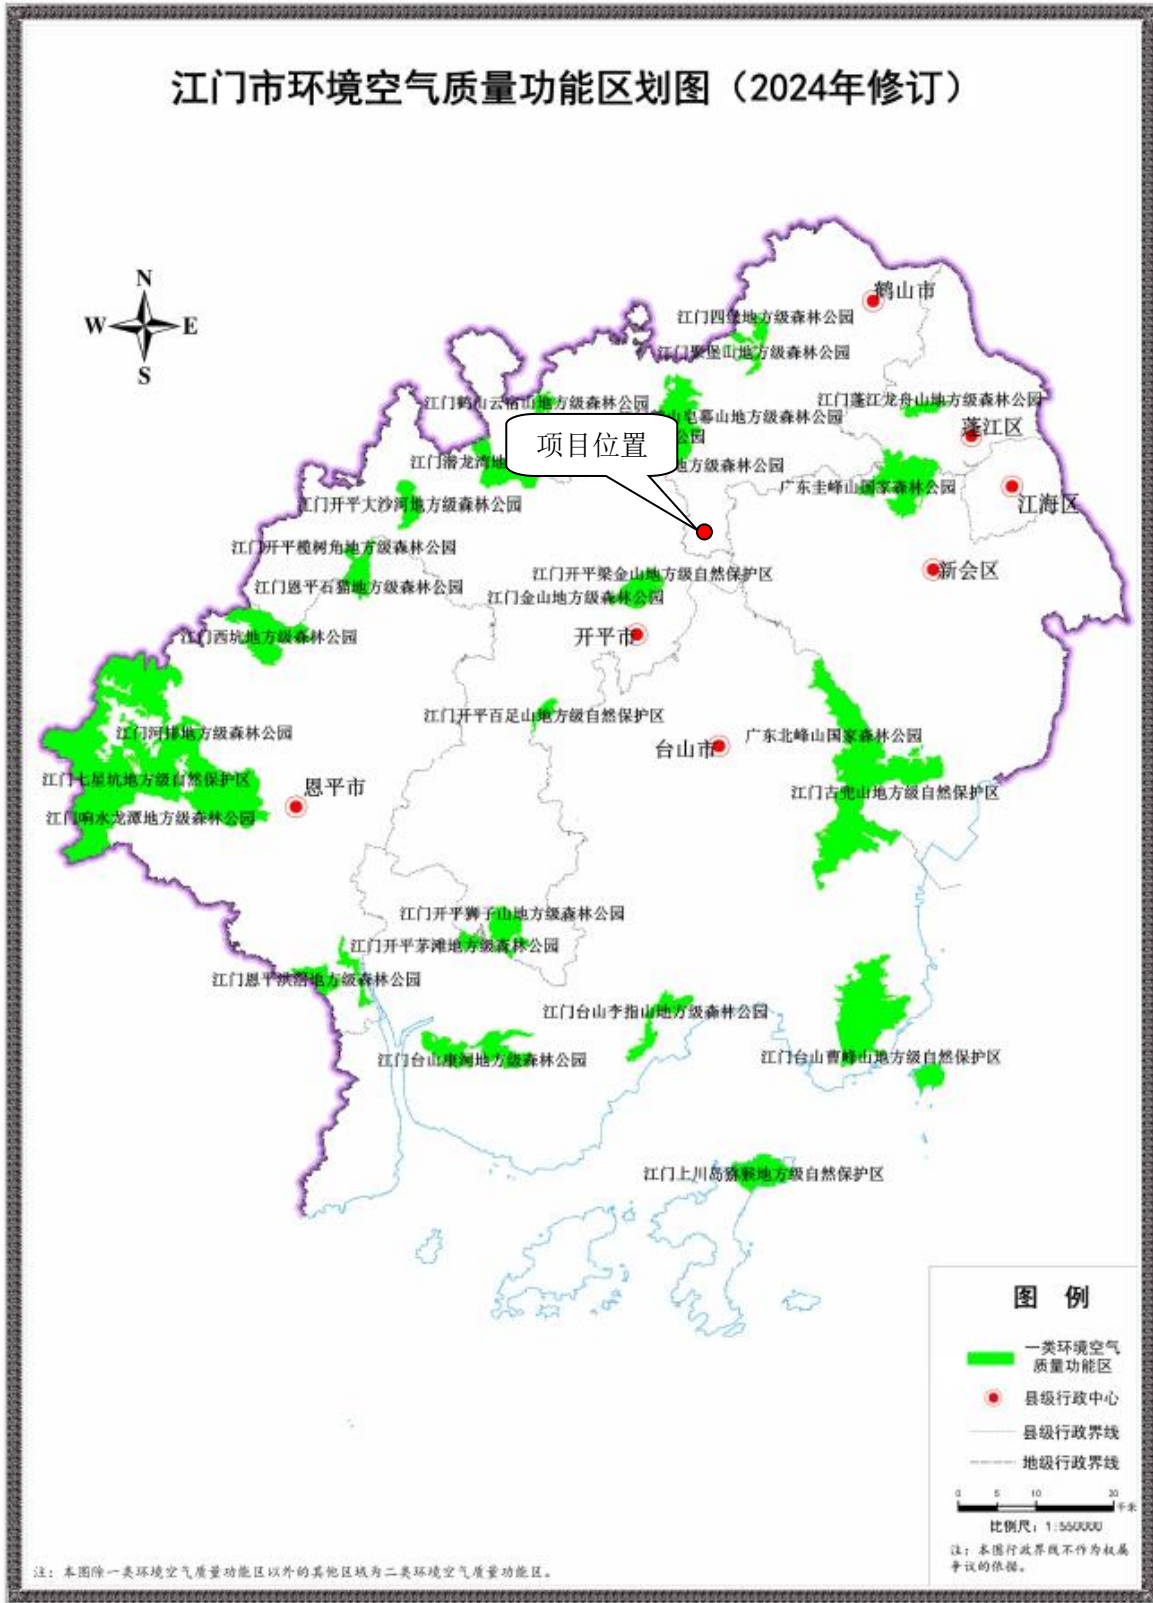 江门市环境空气质量功能区划图（2024年修订）
N
W
E
S
鹤山市
江门四堡地方级森林公园
江门聚堡山地方级森林公园
江门鹤山云宿山地方级森林公园
山皂幕山地方级森林公园
公园
江门蓬江龙舟山地方级森林公园
蓬江区
项目位置
江门潜龙湾地
地方级森林公园
广东圭峰山国家森林公园
江海区
江门开平大沙河地方级森林公园
江门开平榄树角地方级森林公园
江门恩平石猫地方级森林公园
江门开平梁金山地方级自然保护区
江门金山地方级森林公园
新会区
江门西坑地方级森林公园
开平市
江门开平百足山地方级自然保护区
江门河排地方级森林公园
台山市
广东北峰山国家森林公园
江门七星坑地方级自然保护区
恩平市
江门古兜山地方级自然保护区
江门响水龙潭地方级森林公园
江门开平狮子山地方级森林公园
江门开平茅滩地方级森林公园
江门恩平洪滘地方级森林公园
江门台山李指山地方级森林公园
江门台山康洞地方级森林公园
江门台山曹峰山地方级自然保护区
江门上川岛猕猴地方级自然保护区
图 例
一类环境空气
质量功能区
县级行政中心
县级行政界线
地级行政界线
0 5 10 20
千米
比例尺：1:550000
注：本图行政界线不作为权属
争议的依据。
注：本图除一类环境空气质量功能区以外的其他区域为二类环境空气质量功能区。